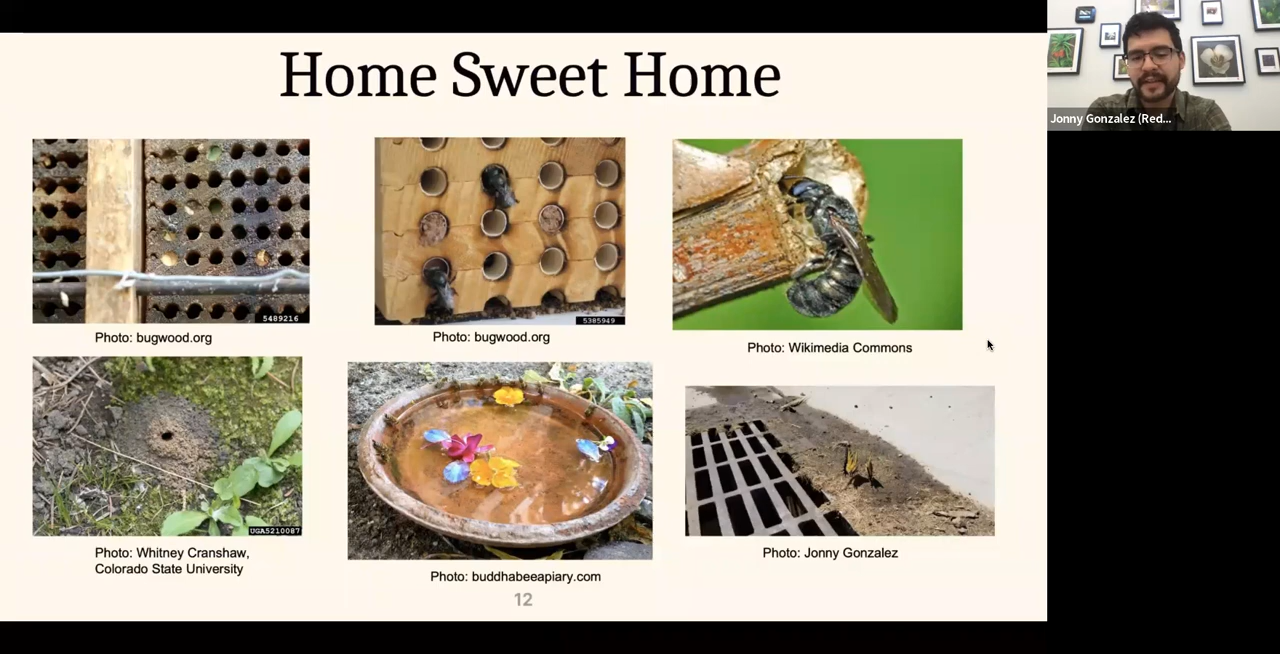 Home Sweet Home
Jonny Gonzalez (Red...
5489216
5385949
Photo: bugwood.org
Photo: bugwood.org
Photo: Wikimedia Commons
UGA5210087
Photo: Whitney Cranshaw,
Colorado State University
Photo: buddhabeeapiary.com
Photo: Jonny Gonzalez
12